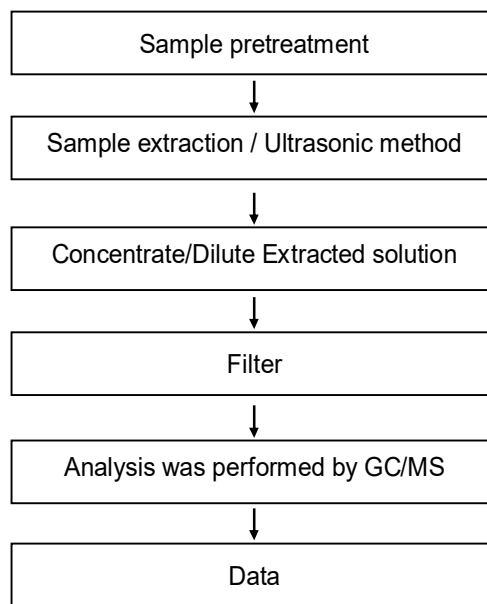 Sample pretreatment
Sample extraction / Ultrasonic method
Concentrate/Dilute Extracted solution
Filter
Analysis was performed by GC/MS
Data